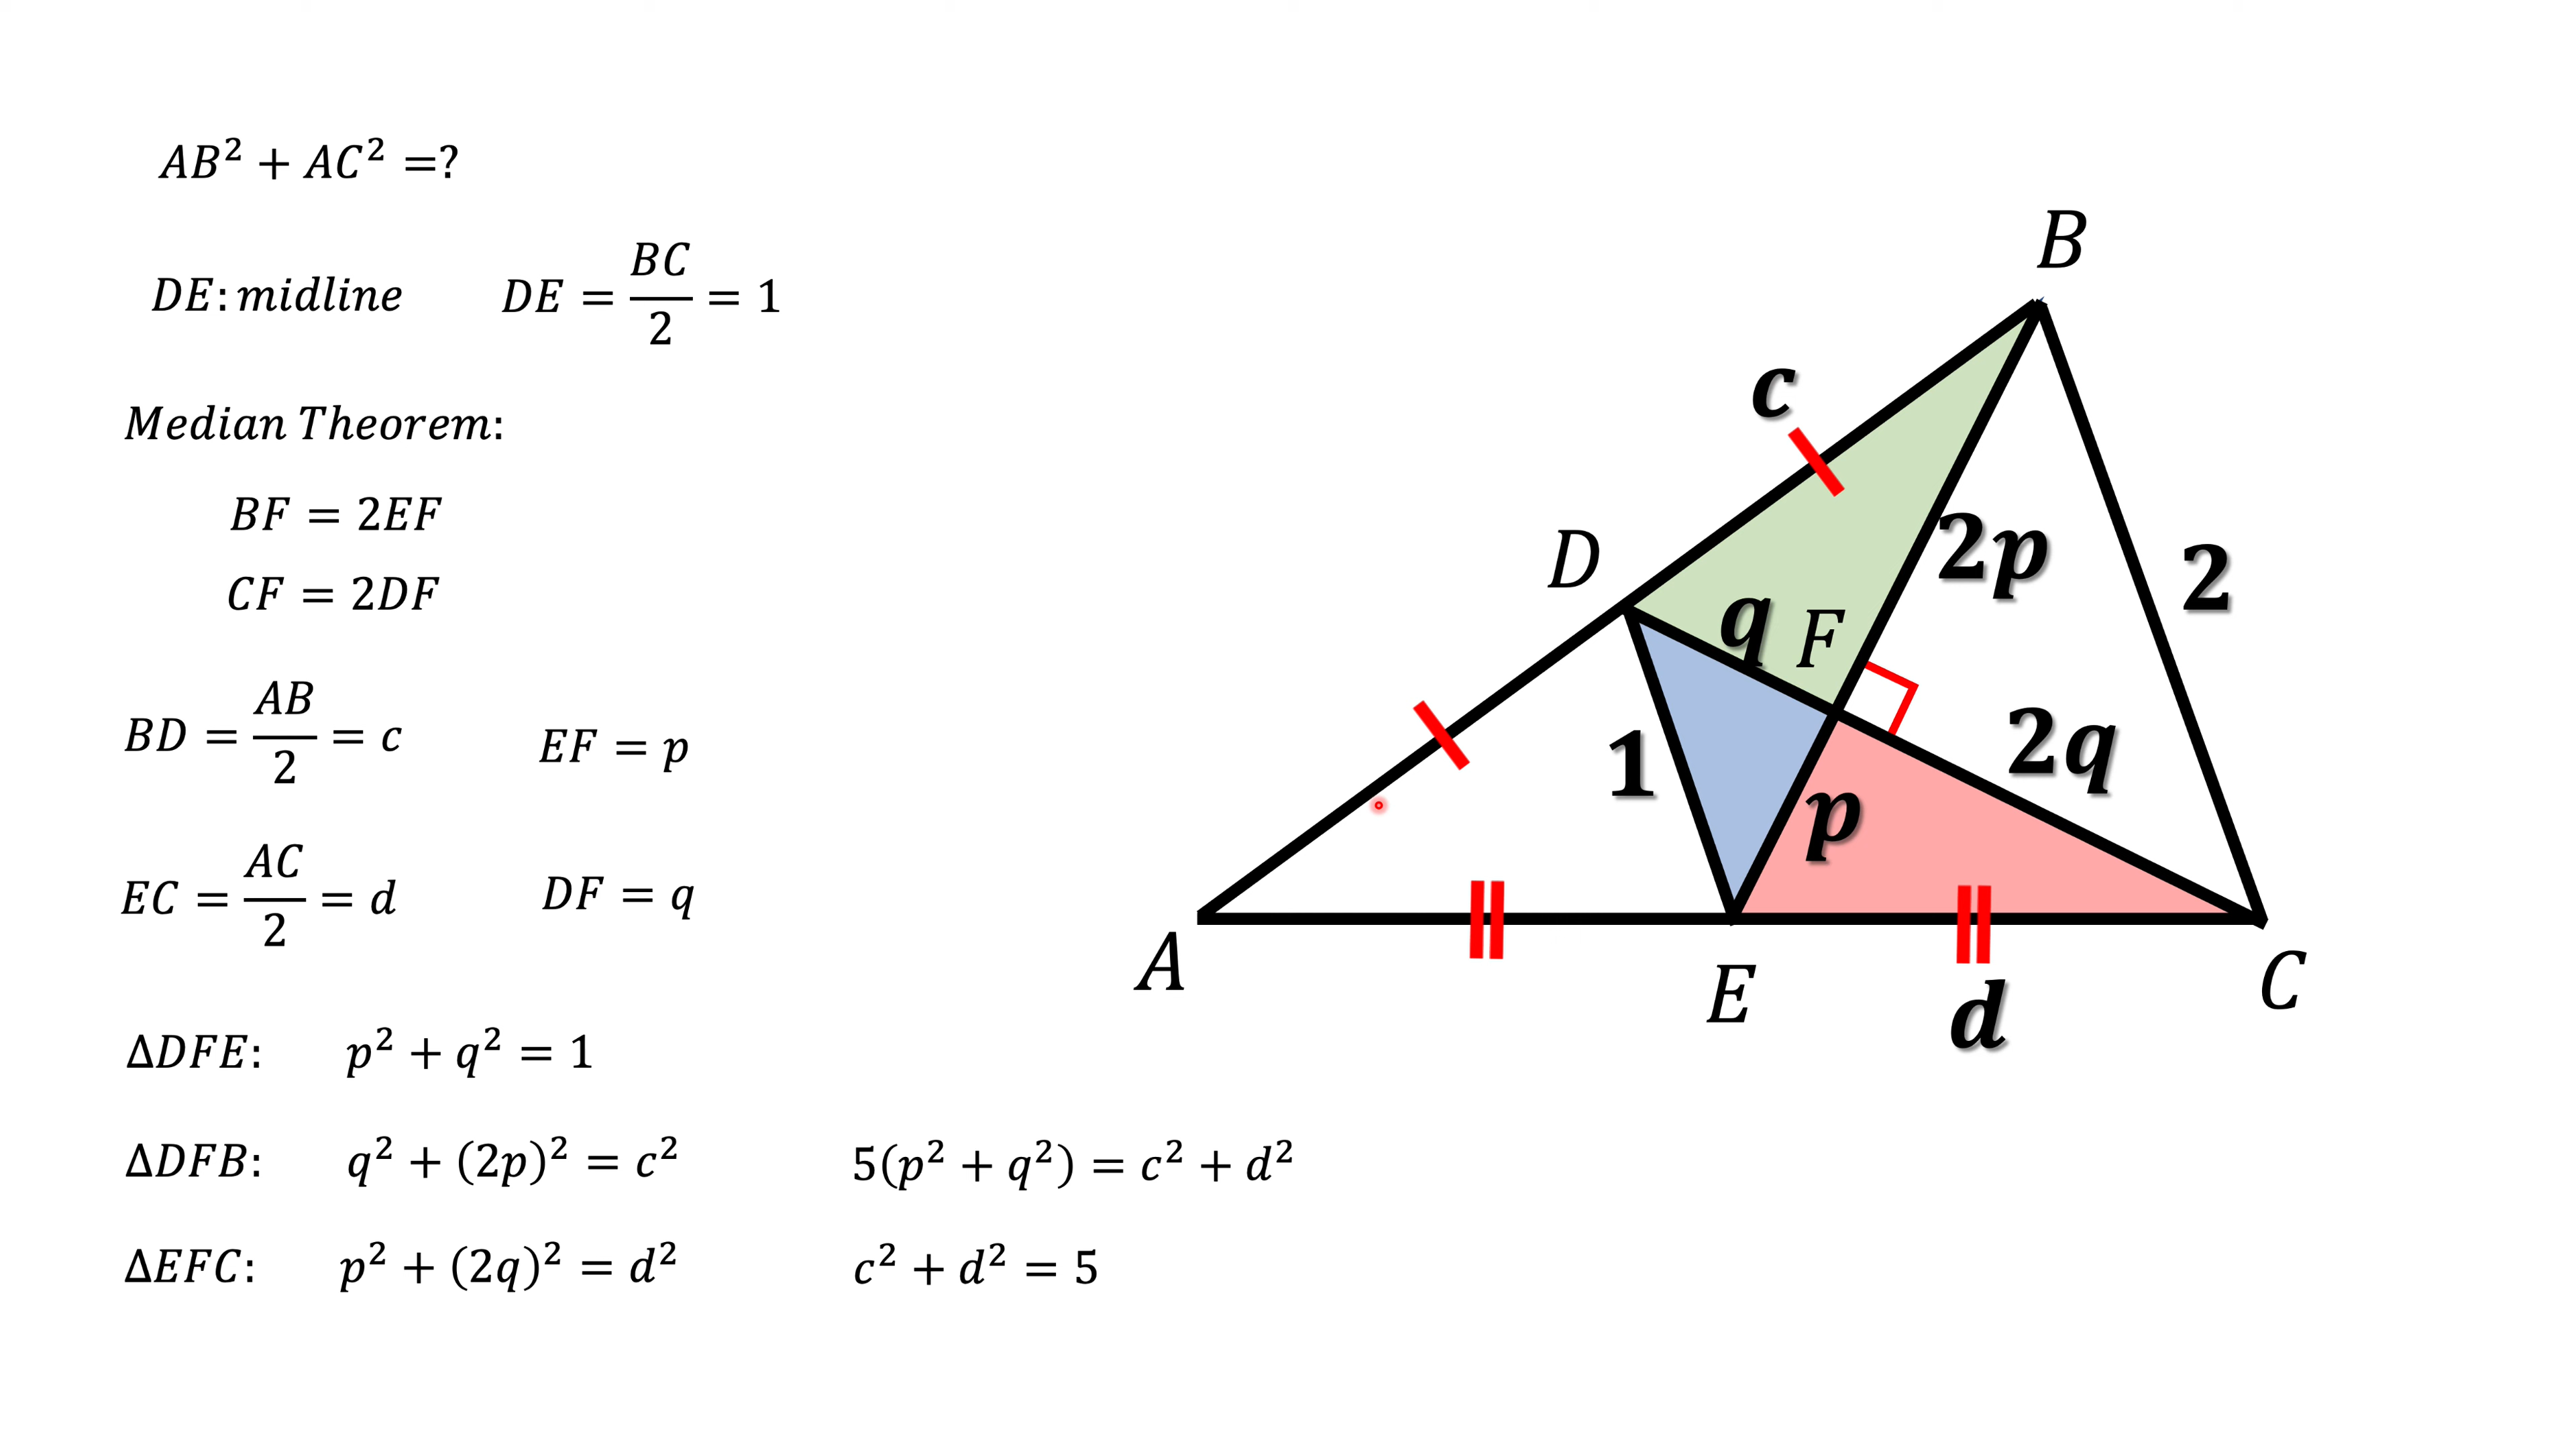 AB² + AC² =?
DE: midline DE = BC/2 = 1
Median Theorem:
BF = 2EF
CF = 2DF
BD = AB/2 = c EF = p
EC = AC/2 = d DF = q
ΔDFE: p² + q² = 1
ΔDFB: q² + (2p)² = c² 5(p² + q²) = c² + d²
ΔEFC: p² + (2q)² = d² c² + d² = 5
B
c
D
2p
2
q F
1
2q
p
A
E
d
C